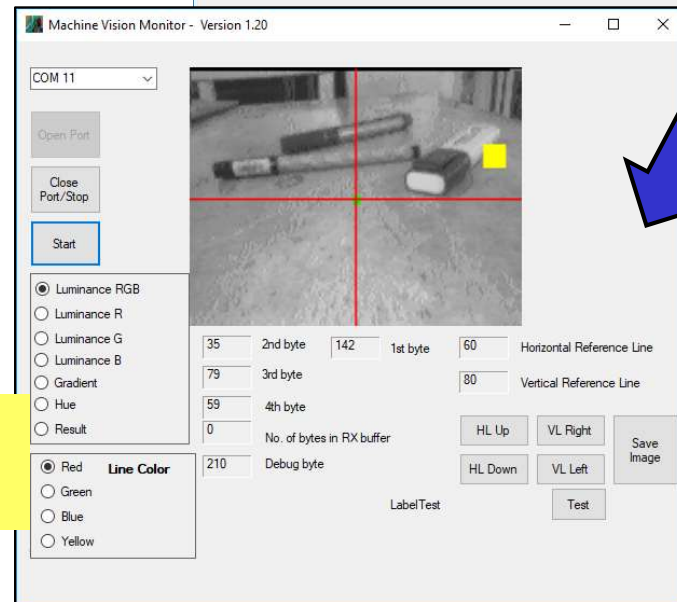 Machine Vision Monitor - Version 1.20
COM 11
Open Port
Close
Port/Stop
Start
Luminance RGB
Luminance R
Luminance G
Luminance B
Gradient
Hue
Result
Red Line Color
Green
Blue
Yellow
35 2nd byte 142 1st byte 60 Horizontal Reference Line
79 3rd byte 80 Vertical Reference Line
59 4th byte
0 No. of bytes in RX buffer
210 Debug byte
HL Up VL Right Save
Image
HL Down VL Left
LabelTest Test